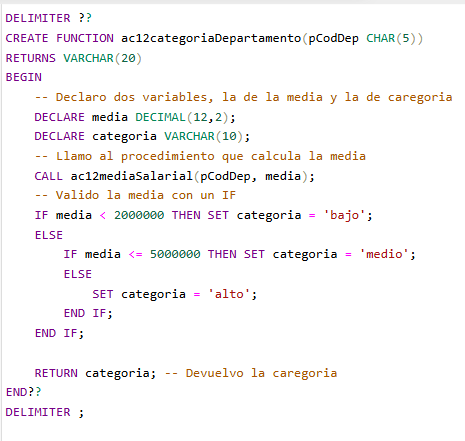 DELIMITER ??
CREATE FUNCTION ac12categoriaDepartamento(pCodDep CHAR(5))
RETURNS VARCHAR(20)
BEGIN
    -- Declaro dos variables, la de la media y la de caregoria
    DECLARE media DECIMAL(12,2);
    DECLARE categoria VARCHAR(10);
    -- Llamo al procedimiento que calcula la media
    CALL ac12mediaSalarial(pCodDep, media);
    -- Valido la media con un IF
    IF media < 2000000 THEN SET categoria = 'bajo';
    ELSE
        IF media <= 5000000 THEN SET categoria = 'medio';
        ELSE
            SET categoria = 'alto';
        END IF;
    END IF;

    RETURN categoria; -- Devuelvo la caregoria
END??
DELIMITER ;